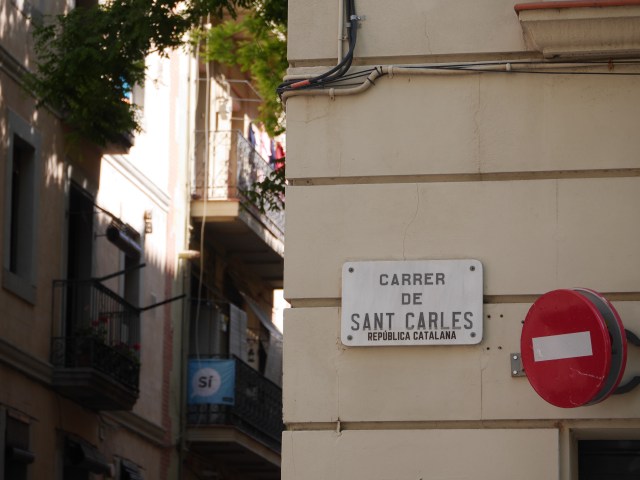 CARRER
DE
SANT CARLES
REPÚBLICA CATALANA
SÍ